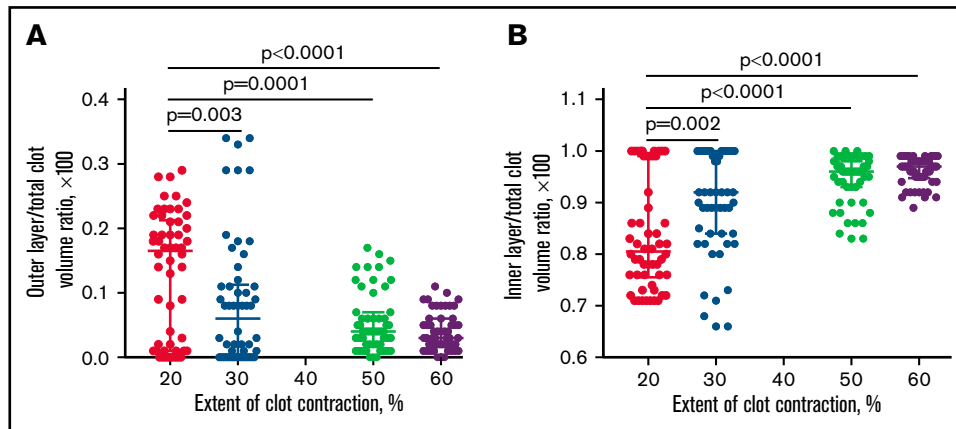 A
p<0.0001
p=0.0001
p=0.003
0.4
0.3
0.2
0.1
0.0
Outer layer/total clot
volume ratio, ×100
20 30 40 50 60
Extent of clot contraction, %
B
p<0.0001
p<0.0001
p=0.002
1.1
1.0
0.9
0.8
0.7
0.6
Inner layer/total clot
volume ratio, ×100
20 30 40 50 60
Extent of clot contraction, %